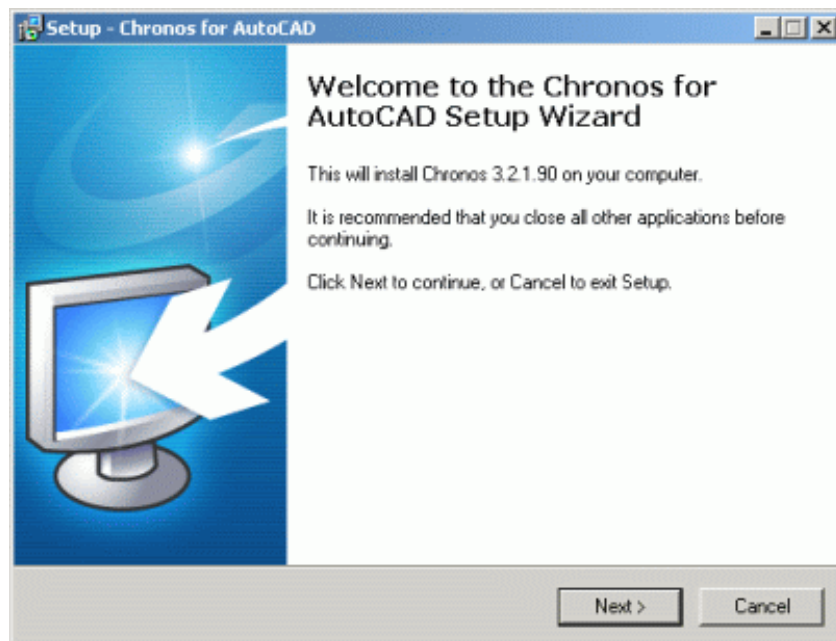 Setup - Chronos for AutoCAD
Welcome to the Chronos for
AutoCAD Setup Wizard
This will install Chronos 3.2.1.90 on your computer.
It is recommended that you close all other applications before
continuing.
Click Next to continue, or Cancel to exit Setup.
Next >
Cancel